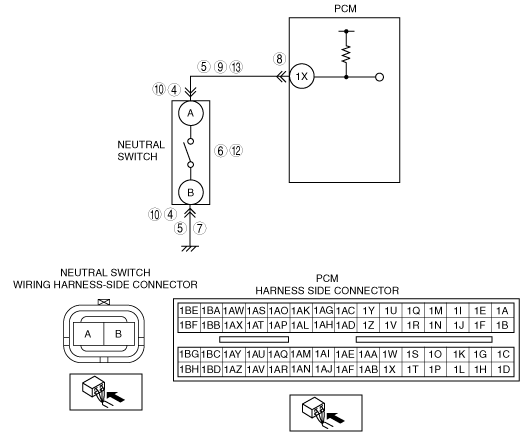 PCM
8
5 9 13
1X
10 4
A
NEUTRAL
SWITCH
6 12
B
10 4
5 7
NEUTRAL SWITCH
WIRING HARNESS-SIDE CONNECTOR
A B
PCM
HARNESS SIDE CONNECTOR
1BE 1BA 1AW 1AS 1AO 1AK 1AG 1AC 1Y 1U 1Q 1M 1I 1E 1A
1BF 1BB 1AX 1AT 1AP 1AL 1AH 1AD 1Z 1V 1R 1N 1J 1F 1B
1BG 1BC 1AY 1AU 1AQ 1AM 1AI 1AE 1AA 1W 1S 1O 1K 1G 1C
1BH 1BD 1AZ 1AV 1AR 1AN 1AJ 1AF 1AB 1X 1T 1P 1L 1H 1D